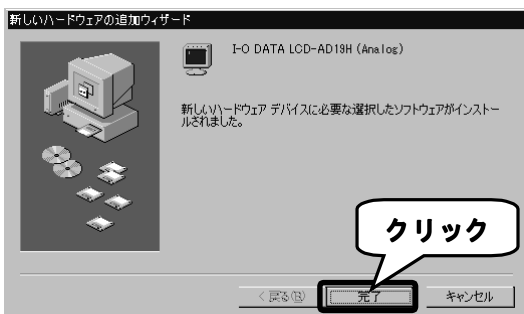 新しいハードウェアの追加ウィザード
I-O DATA LCD-AD19H (Analog)
新しいハードウェア デバイスに必要な選択したソフトウェアがインストー
ルされました。
クリック
< 戻る(B)
完了
キャンセル